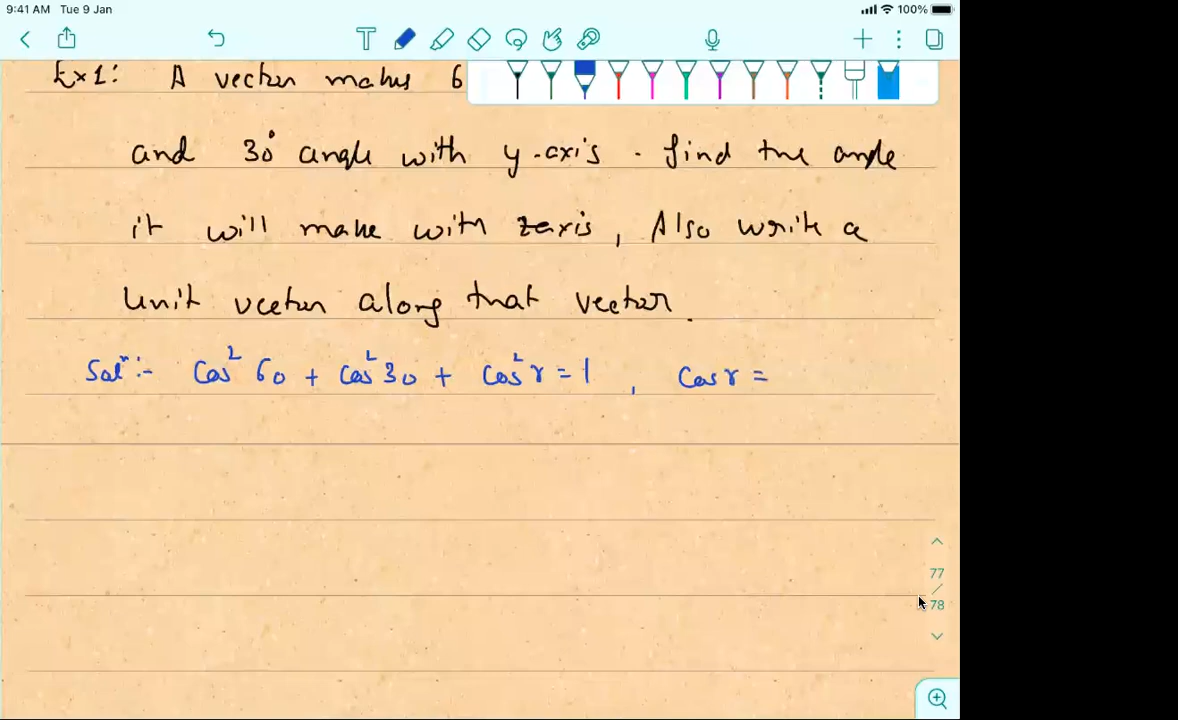 9:41 AM Tue 9 Jan
100%
Ex1: A vector makes 6
and 30° angle with y-axis. find the angle
it will make with z axis, Also write a
Unit vector along that vector.
Solⁿ:- Cos² 60 + Cos² 30 + Cos² γ = 1 , Cos γ =
77
/
78